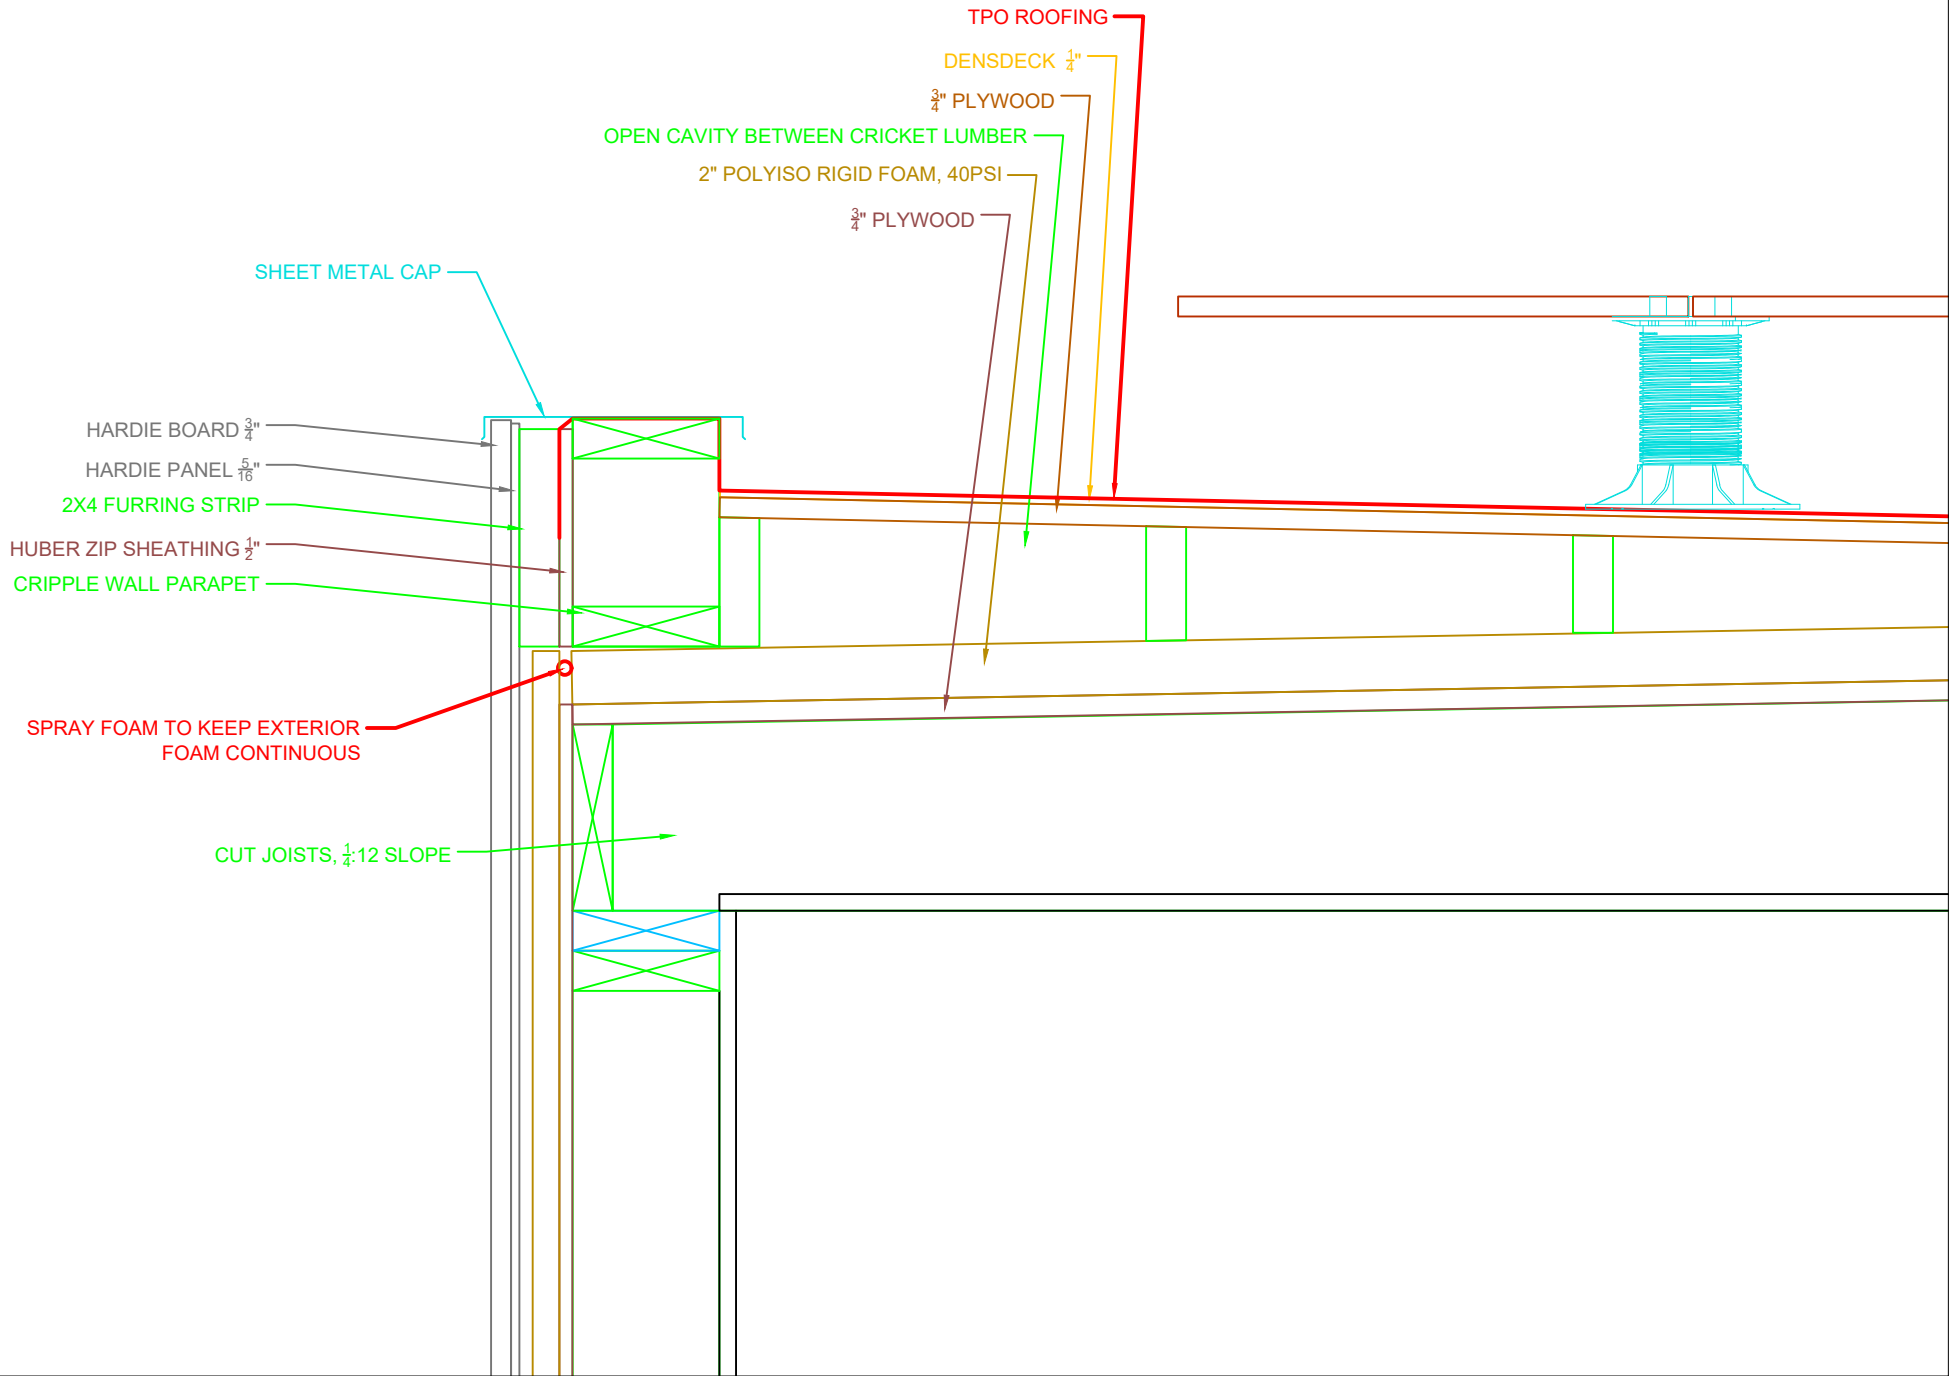 TPO ROOFING
DENSDECK 1/4"
3/4" PLYWOOD
OPEN CAVITY BETWEEN CRICKET LUMBER
2" POLYISO RIGID FOAM, 40PSI
3/4" PLYWOOD
SHEET METAL CAP
HARDIE BOARD 3/4"
HARDIE PANEL 5/16"
2X4 FURRING STRIP
HUBER ZIP SHEATHING 1/2"
CRIPPLE WALL PARAPET
SPRAY FOAM TO KEEP EXTERIOR
FOAM CONTINUOUS
CUT JOISTS, 1/4:12 SLOPE